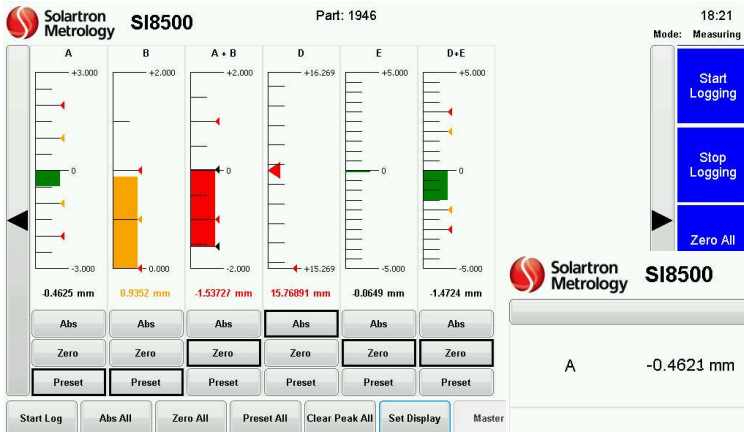 Solartron
Metrology
SI8500
Part: 1946
18:21
Mode: Measuring
A B A + B D E D+E
+3.000 +2.000 +2.000 +16.269 +5.000 +5.000
0 0 0 0
-3.000 0.000 -2.000 +15.269 -5.000 -5.000
-0.4625 mm 0.9352 mm -1.53727 mm 15.76891 mm -0.0649 mm -1.4724 mm
Abs Abs Abs Abs Abs Abs
Zero Zero Zero Zero Zero Zero
Preset Preset Preset Preset Preset Preset
Start Log Abs All Zero All Preset All Clear Peak All Set Display Master
Start
Logging
Stop
Logging
Zero All
Solartron
Metrology
SI8500
A -0.4621 mm